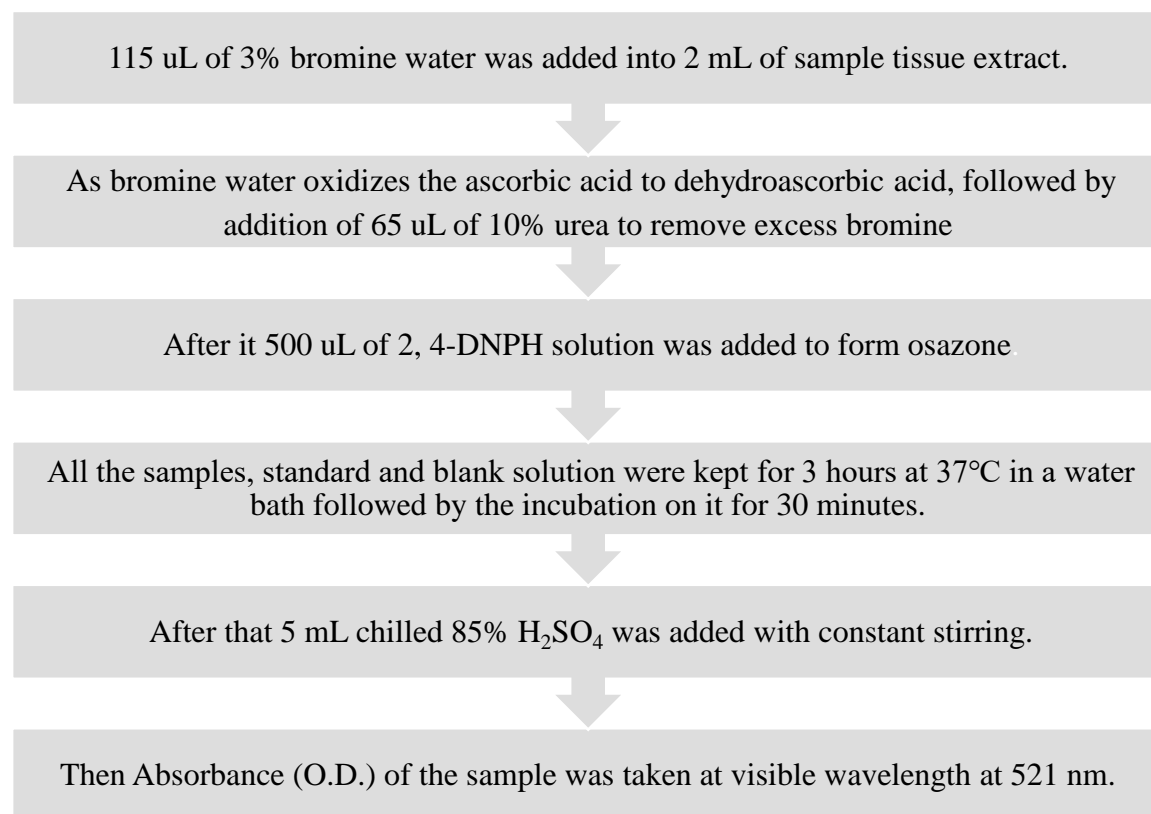 115 uL of 3% bromine water was added into 2 mL of sample tissue extract.
As bromine water oxidizes the ascorbic acid to dehydroascorbic acid, followed by
addition of 65 uL of 10% urea to remove excess bromine
After it 500 uL of 2, 4-DNPH solution was added to form osazone.
All the samples, standard and blank solution were kept for 3 hours at 37℃ in a water
bath followed by the incubation on it for 30 minutes.
After that 5 mL chilled 85% H₂SO₄ was added with constant stirring.
Then Absorbance (O.D.) of the sample was taken at visible wavelength at 521 nm.